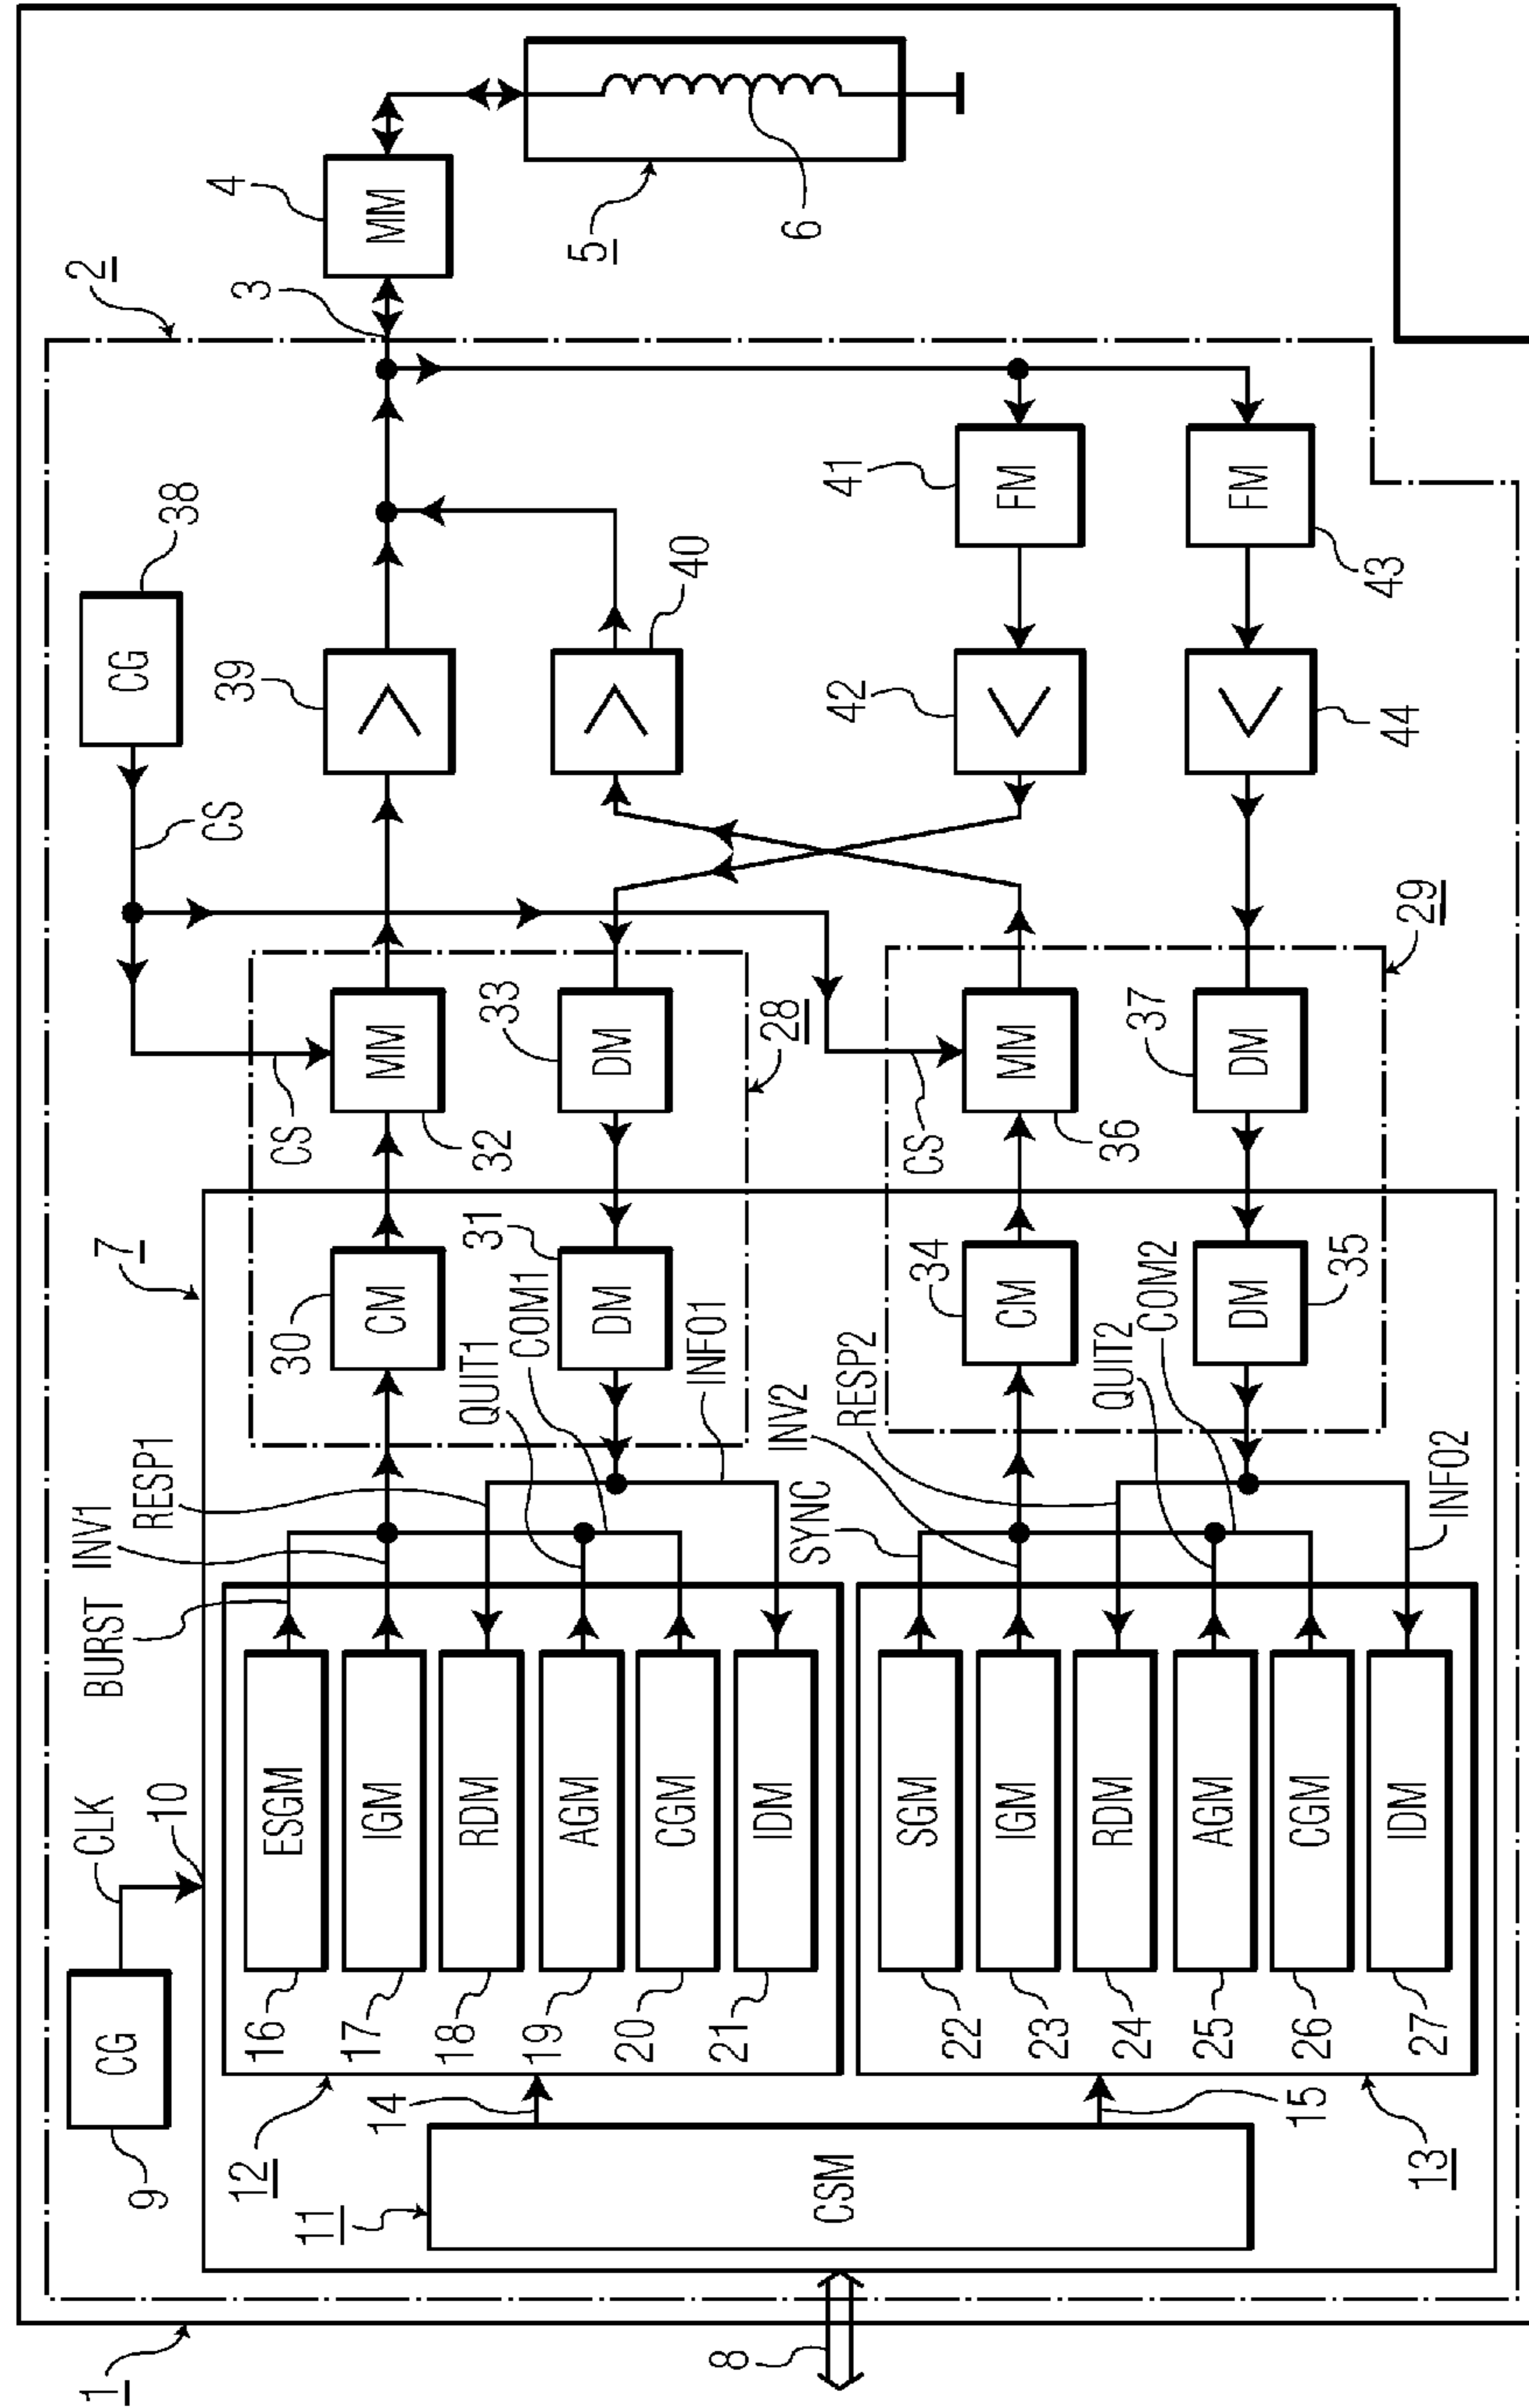 1
2
3
4
MM
5
6
7
8
9
CG
CLK
10
11
CSM
12
13
14
15
16
ESGM
17
IGM
18
RDM
19
AGM
20
CGM
21
IDM
22
SGM
23
IGM
24
RDM
25
AGM
26
CGM
27
IDM
BURST
INV1
RESP1
QUIT1
COM1
INFO1
SYNC
INV2
RESP2
QUIT2
COM2
INFO2
28
29
30
CM
31
DM
32
MM
33
DM
34
CM
35
DM
36
MM
37
DM
CS
CS
CS
38
CG
39
40
41
FM
42
43
FM
44